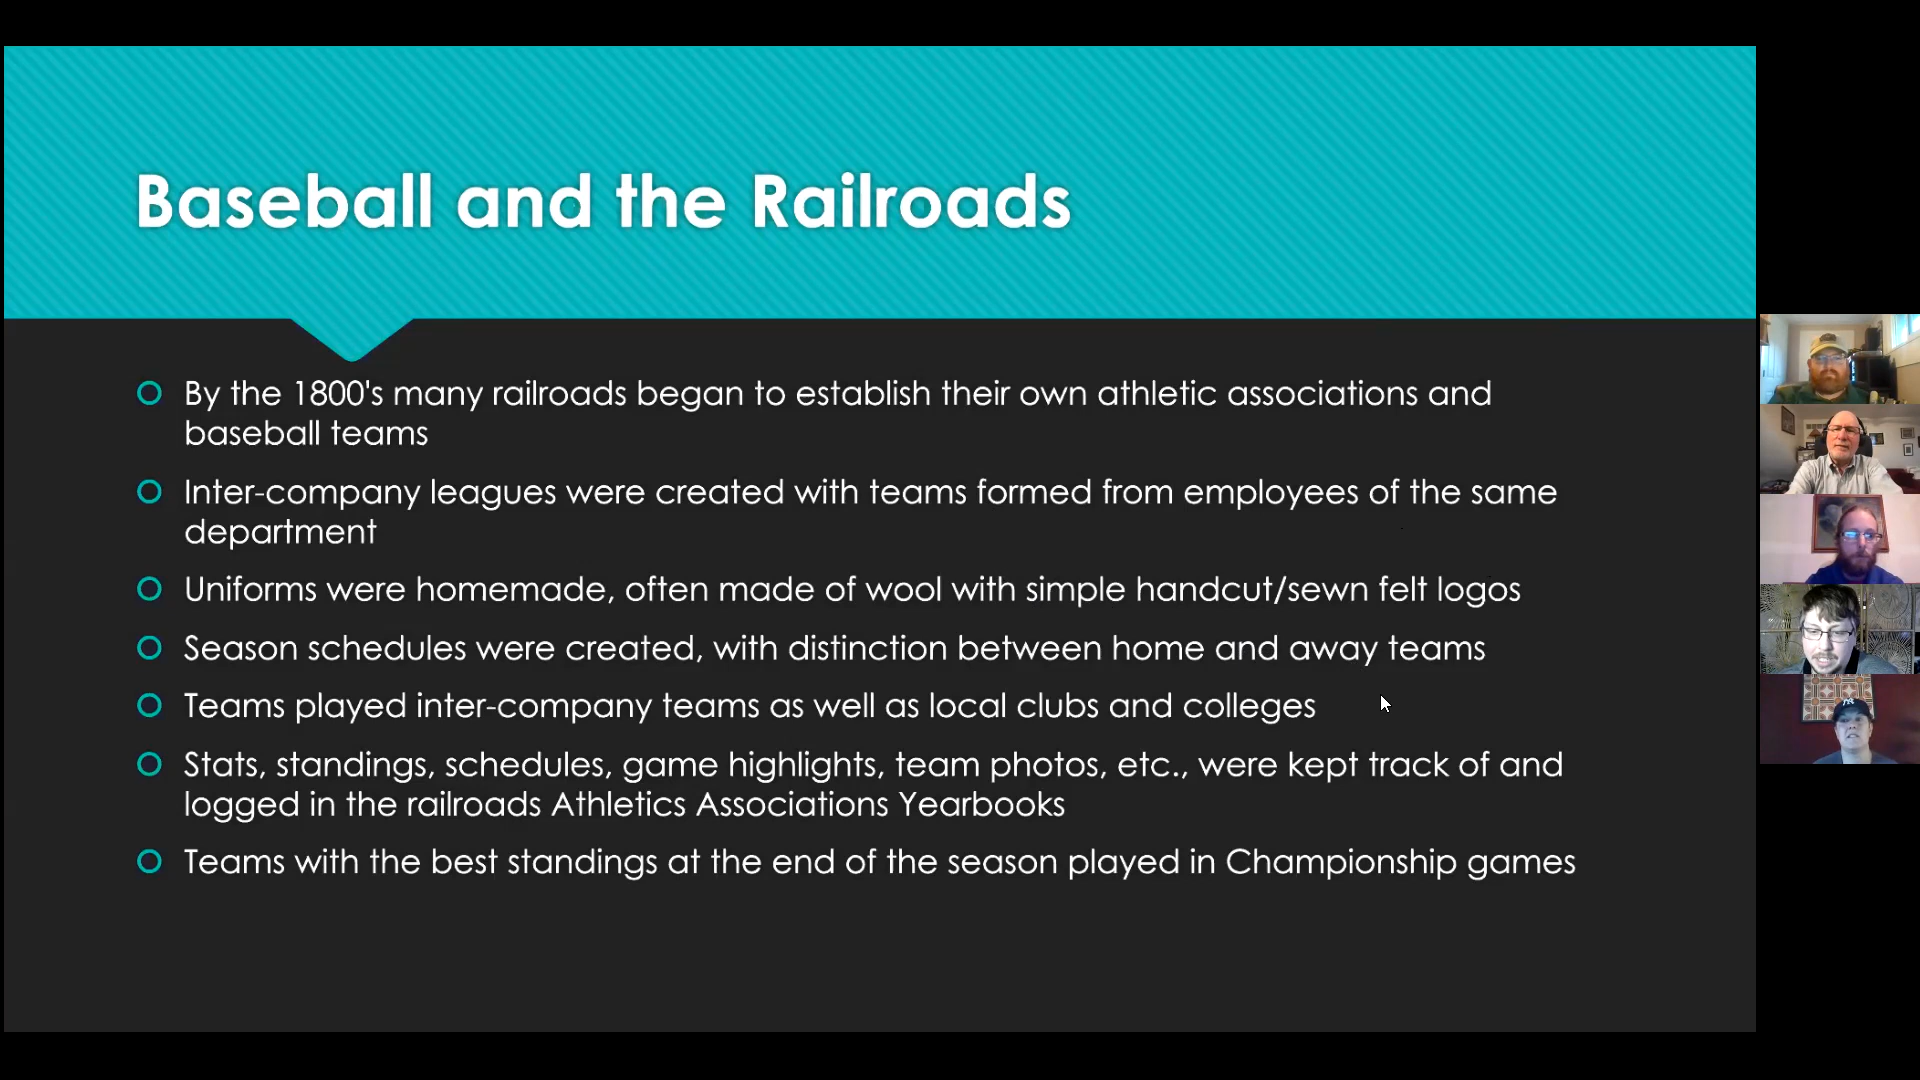 Baseball and the Railroads
By the 1800's many railroads began to establish their own athletic associations and
baseball teams
Inter-company leagues were created with teams formed from employees of the same
department
Uniforms were homemade, often made of wool with simple handcut/sewn felt logos
Season schedules were created, with distinction between home and away teams
Teams played inter-company teams as well as local clubs and colleges
Stats, standings, schedules, game highlights, team photos, etc., were kept track of and
logged in the railroads Athletics Associations Yearbooks
Teams with the best standings at the end of the season played in Championship games